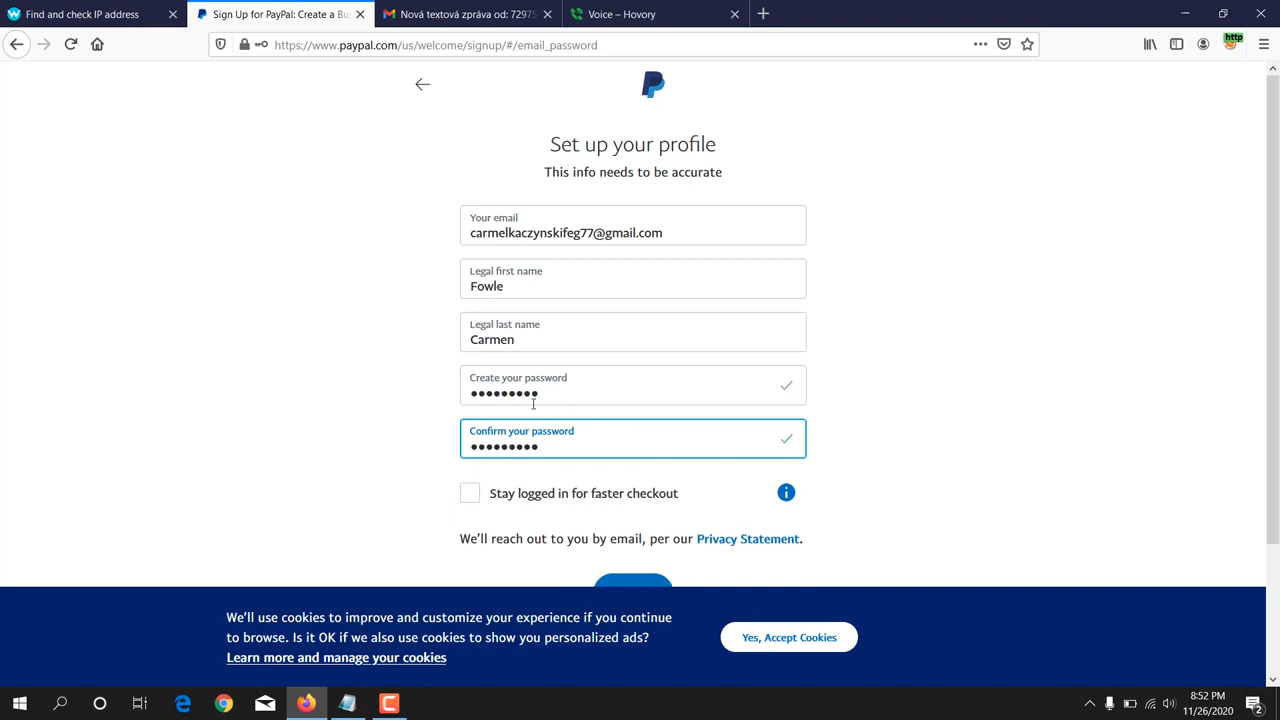 Find and check IP address
Sign Up for PayPal: Create a Bu
Nová textová zpráva od: 7297
Voice – Hovory
https://www.paypal.com/us/welcome/signup/#/email_password
http
Set up your profile
This info needs to be accurate
Your email
carmelkaczynskifeg77@gmail.com
Legal first name
Fowle
Legal last name
Carmen
Create your password
•••••••••
Confirm your password
•••••••••
Stay logged in for faster checkout
We'll reach out to you by email, per our Privacy Statement.
We'll use cookies to improve and customize your experience if you continue
to browse. Is it OK if we also use cookies to show you personalized ads?
Learn more and manage your cookies
Yes, Accept Cookies
8:52 PM
11/26/2020
2